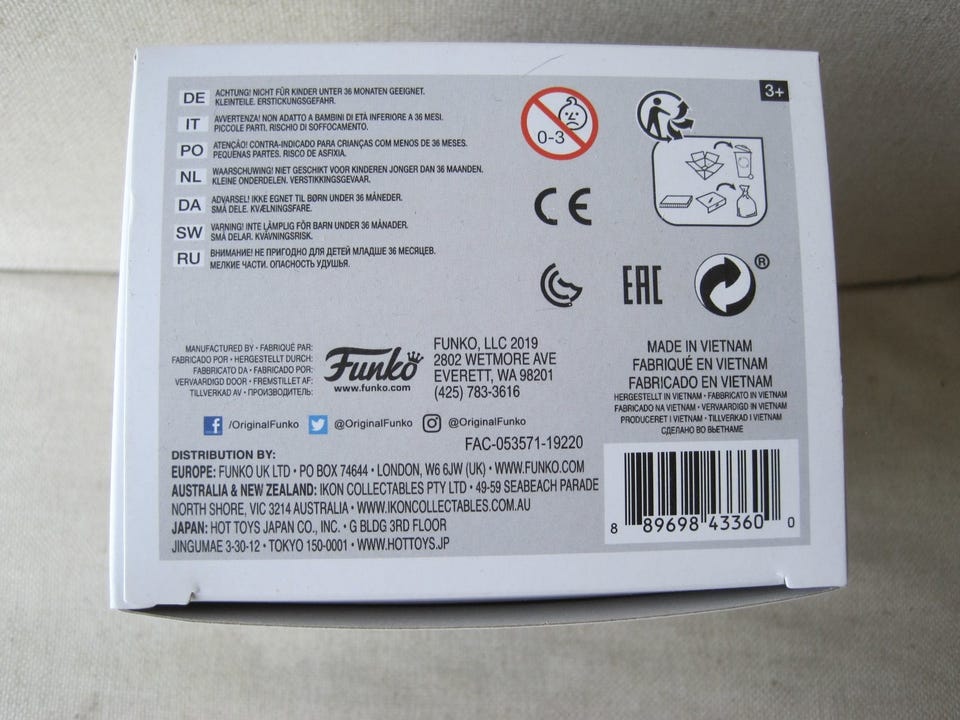 DE ACHTUNG! NICHT FÜR KINDER UNTER 36 MONATEN GEEIGNET.
KLEINTEILE. ERSTICKUNGSGEFAHR.
IT AVVERTENZA! NON ADATTO A BAMBINI DI ETÀ INFERIORE A 36 MESI.
PICCOLE PARTI. RISCHIO DI SOFFOCAMENTO.
PO ATENÇÃO! CONTRA-INDICADO PARA CRIANÇAS COM MENOS DE 36 MESES.
PEQUENAS PARTES. RISCO DE ASFIXIA.
NL WAARSCHUWING! NIET GESCHIKT VOOR KINDEREN JONGER DAN 36 MAANDEN.
KLEINE ONDERDELEN. VERSTIKKINGSGEVAAR.
DA ADVARSEL! IKKE EGNET TIL BØRN UNDER 36 MÅNEDER.
SMÅ DELE. KVÆLNINGSFARE.
SW VARNING! INTE LÄMPLIG FÖR BARN UNDER 36 MÅNADER.
SMÅ DELAR. KVÄVNINGSRISK.
RU ВНИМАНИЕ! НЕ ПРИГОДНО ДЛЯ ДЕТЕЙ МЛАДШЕ 36 МЕСЯЦЕВ.
МЕЛКИЕ ЧАСТИ. ОПАСНОСТЬ УДУШЬЯ.
0-3
3+
CE
EAC
®
MANUFACTURED BY • FABRIQUÉ PAR:
FABRICADO POR • HERGESTELLT DURCH:
FABBRICATO DA • FABRICADO POR:
VERVAARDIGD DOOR • FREMSTILLET AF:
TILLVERKAD AV • ПРОИЗВОДИТЕЛЬ:
Funko
www.funko.com
FUNKO, LLC 2019
2802 WETMORE AVE
EVERETT, WA 98201
(425) 783-3616
MADE IN VIETNAM
FABRIQUÉ EN VIETNAM
FABRICADO EN VIETNAM
HERGESTELLT IN VIETNAM • FABBRICATO IN VIETNAM
FABRICADO NA VIETNAM • VERVAARDIGD IN VIETNAM
PRODUCERET I VIETNAM • TILLVERKAD I VIETNAM
СДЕЛАНО ВО ВЬЕТНАМЕ
/OriginalFunko @OriginalFunko @OriginalFunko
FAC-053571-19220
DISTRIBUTION BY:
EUROPE: FUNKO UK LTD • PO BOX 74644 • LONDON, W6 6JW (UK) • WWW.FUNKO.COM
AUSTRALIA & NEW ZEALAND: IKON COLLECTABLES PTY LTD • 49-59 SEABEACH PARADE
NORTH SHORE, VIC 3214 AUSTRALIA • WWW.IKONCOLLECTABLES.COM.AU
JAPAN: HOT TOYS JAPAN CO., INC. • G BLDG 3RD FLOOR
JINGUMAE 3-30-12 • TOKYO 150-0001 • WWW.HOTTOYS.JP
8 89698 43360 0